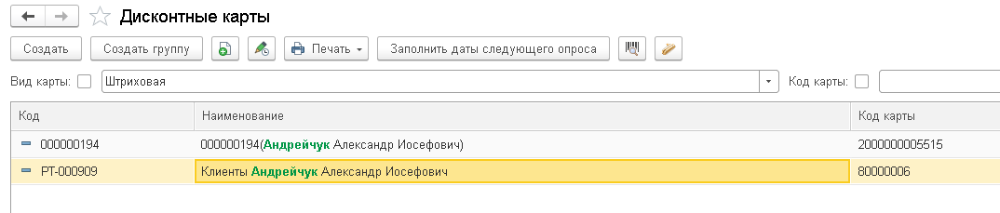 Дисконтные карты
Создать Создать группу Печать Заполнить даты следующего опроса
Вид карты: Штриховая Код карты:
Код Наименование Код карты
000000194 000000194(Андрейчук Александр Иосефович) 2000000005515
РТ-000909 Клиенты Андрейчук Александр Иосефович 80000006